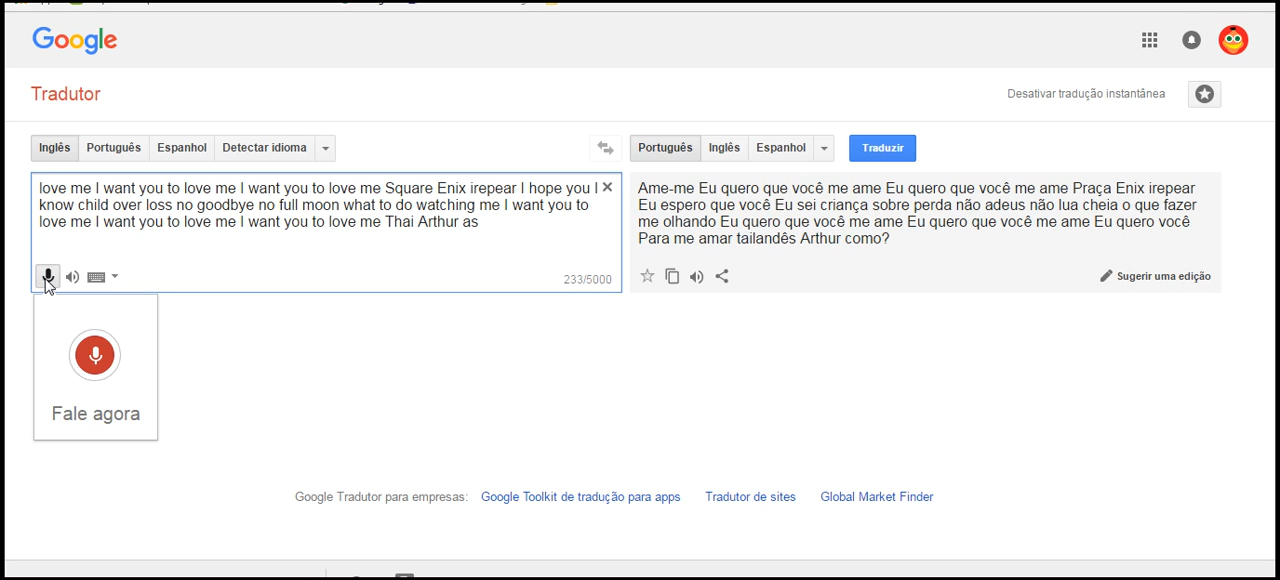 Google
Tradutor
Desativar tradução instantânea
Inglês Português Espanhol Detectar idioma
Português Inglês Espanhol Traduzir
love me I want you to love me I want you to love me Square Enix irepear I hope you I
know child over loss no goodbye no full moon what to do watching me I want you to
love me I want you to love me I want you to love me Thai Arthur as
233/5000
Ame-me Eu quero que você me ame Eu quero que você me ame Praça Enix irepear
Eu espero que você Eu sei criança sobre perda não adeus não lua cheia o que fazer
me olhando Eu quero que você me ame Eu quero que você me ame Eu quero você
Para me amar tailandês Arthur como?
Sugerir uma edição
Fale agora
Google Tradutor para empresas: Google Toolkit de tradução para apps Tradutor de sites Global Market Finder